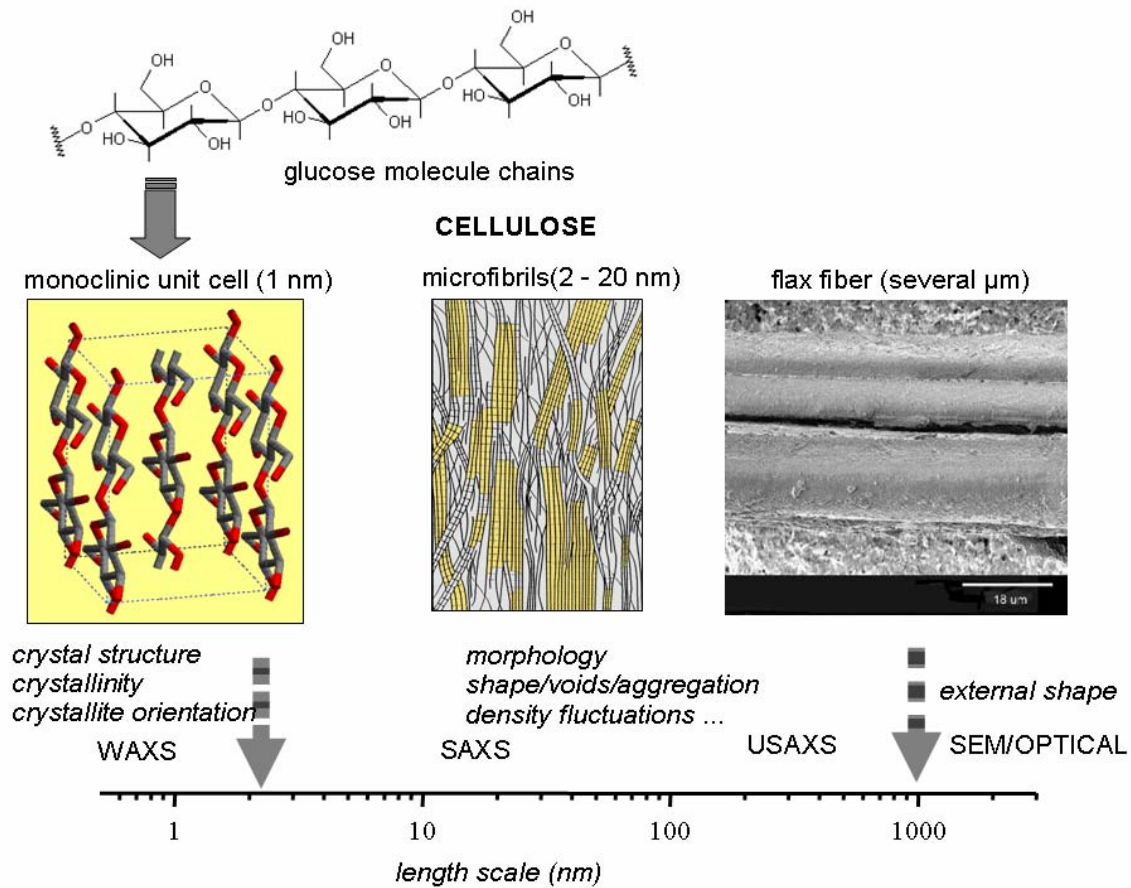 OH
OH
OH
O
O
O
O
O
O
HO
OH
HO
OH
HO
OH
glucose molecule chains
CELLULOSE
monoclinic unit cell (1 nm)
microfibrils(2 - 20 nm)
flax fiber (several µm)
18 um
crystal structure
crystallinity
crystallite orientation
morphology
shape/voids/aggregation
density fluctuations ...
external shape
WAXS
SAXS
USAXS
SEM/OPTICAL
1
10
100
1000
length scale (nm)